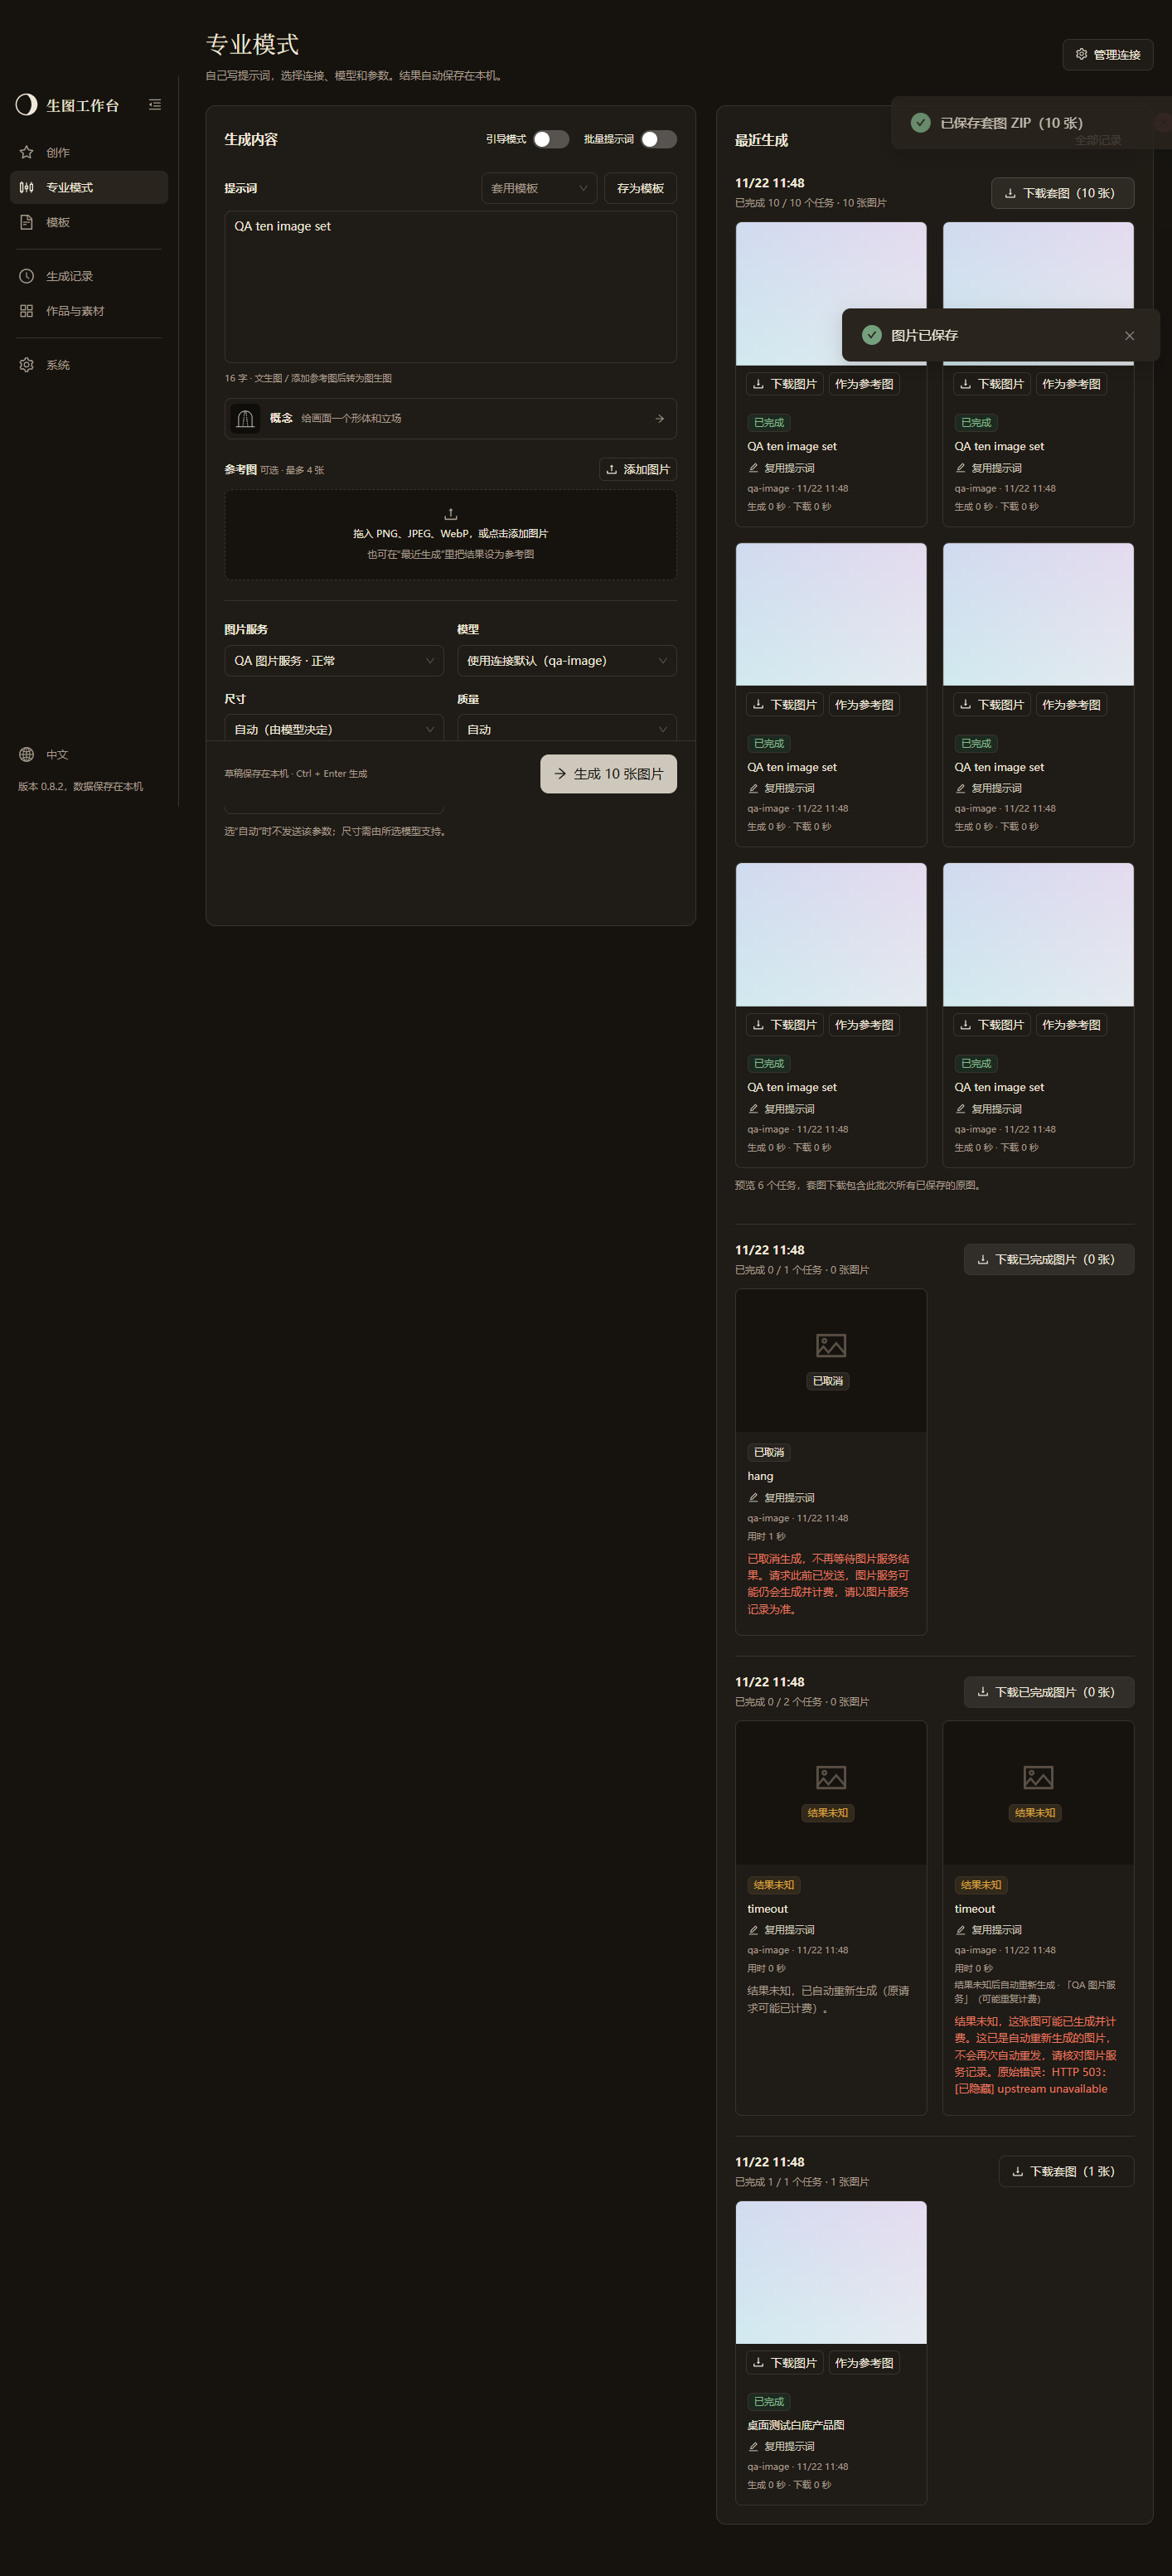 生图工作台
创作
专业模式
模板
生成记录
作品与素材
系统
中文
版本 0.8.2，数据保存在本机
专业模式
自己写提示词，选择连接、模型和参数。结果自动保存在本机。
管理连接
生成内容
引导模式
批量提示词
提示词
套用模板
存为模板
QA ten image set
16 字 · 文生图 / 添加参考图后转为图生图
概念 给画面一个形体和立场
参考图 可选 · 最多 4 张
添加图片
拖入 PNG、JPEG、WebP，或点击添加图片
也可在“最近生成”里把结果设为参考图
图片服务
模型
QA 图片服务 · 正常
使用连接默认（qa-image）
尺寸
质量
自动（由模型决定）
自动
草稿保存在本机 · Ctrl + Enter 生成
生成 10 张图片
选“自动”时不发送该参数；尺寸需由所选模型支持。
最近生成
已保存套图 ZIP（10 张）
全部记录
11/22 11:48
已完成 10 / 10 个任务 · 10 张图片
下载套图（10 张）
图片已保存
下载图片 作为参考图
已完成
QA ten image set
复用提示词
qa-image · 11/22 11:48
生成 0 秒 · 下载 0 秒
下载图片 作为参考图
已完成
QA ten image set
复用提示词
qa-image · 11/22 11:48
生成 0 秒 · 下载 0 秒
下载图片 作为参考图
已完成
QA ten image set
复用提示词
qa-image · 11/22 11:48
生成 0 秒 · 下载 0 秒
下载图片 作为参考图
已完成
QA ten image set
复用提示词
qa-image · 11/22 11:48
生成 0 秒 · 下载 0 秒
下载图片 作为参考图
已完成
QA ten image set
复用提示词
qa-image · 11/22 11:48
生成 0 秒 · 下载 0 秒
下载图片 作为参考图
已完成
QA ten image set
复用提示词
qa-image · 11/22 11:48
生成 0 秒 · 下载 0 秒
预览 6 个任务，套图下载包含此批次所有已保存的原图。
11/22 11:48
已完成 0 / 1 个任务 · 0 张图片
下载已完成图片（0 张）
已取消
已取消
hang
复用提示词
qa-image · 11/22 11:48
用时 1 秒
已取消生成，不再等待图片服务结
果。请求此前已发送，图片服务可
能仍会生成并计费，请以图片服务
记录为准。
11/22 11:48
已完成 0 / 2 个任务 · 0 张图片
下载已完成图片（0 张）
结果未知
结果未知
timeout
复用提示词
qa-image · 11/22 11:48
用时 0 秒
结果未知，已自动重新生成（原请
求可能已计费）。
结果未知
结果未知
timeout
复用提示词
qa-image · 11/22 11:48
用时 0 秒
结果未知后自动重新生成 · 「QA 图片服
务」（可能重复计费）
结果未知，这张图可能已生成并计
费。这已是自动重新生成的图片，
不会再次自动重发，请核对图片服
务记录。原始错误：HTTP 503：
[已隐藏] upstream unavailable
11/22 11:48
已完成 1 / 1 个任务 · 1 张图片
下载套图（1 张）
下载图片 作为参考图
已完成
桌面测试白底产品图
复用提示词
qa-image · 11/22 11:48
生成 0 秒 · 下载 0 秒